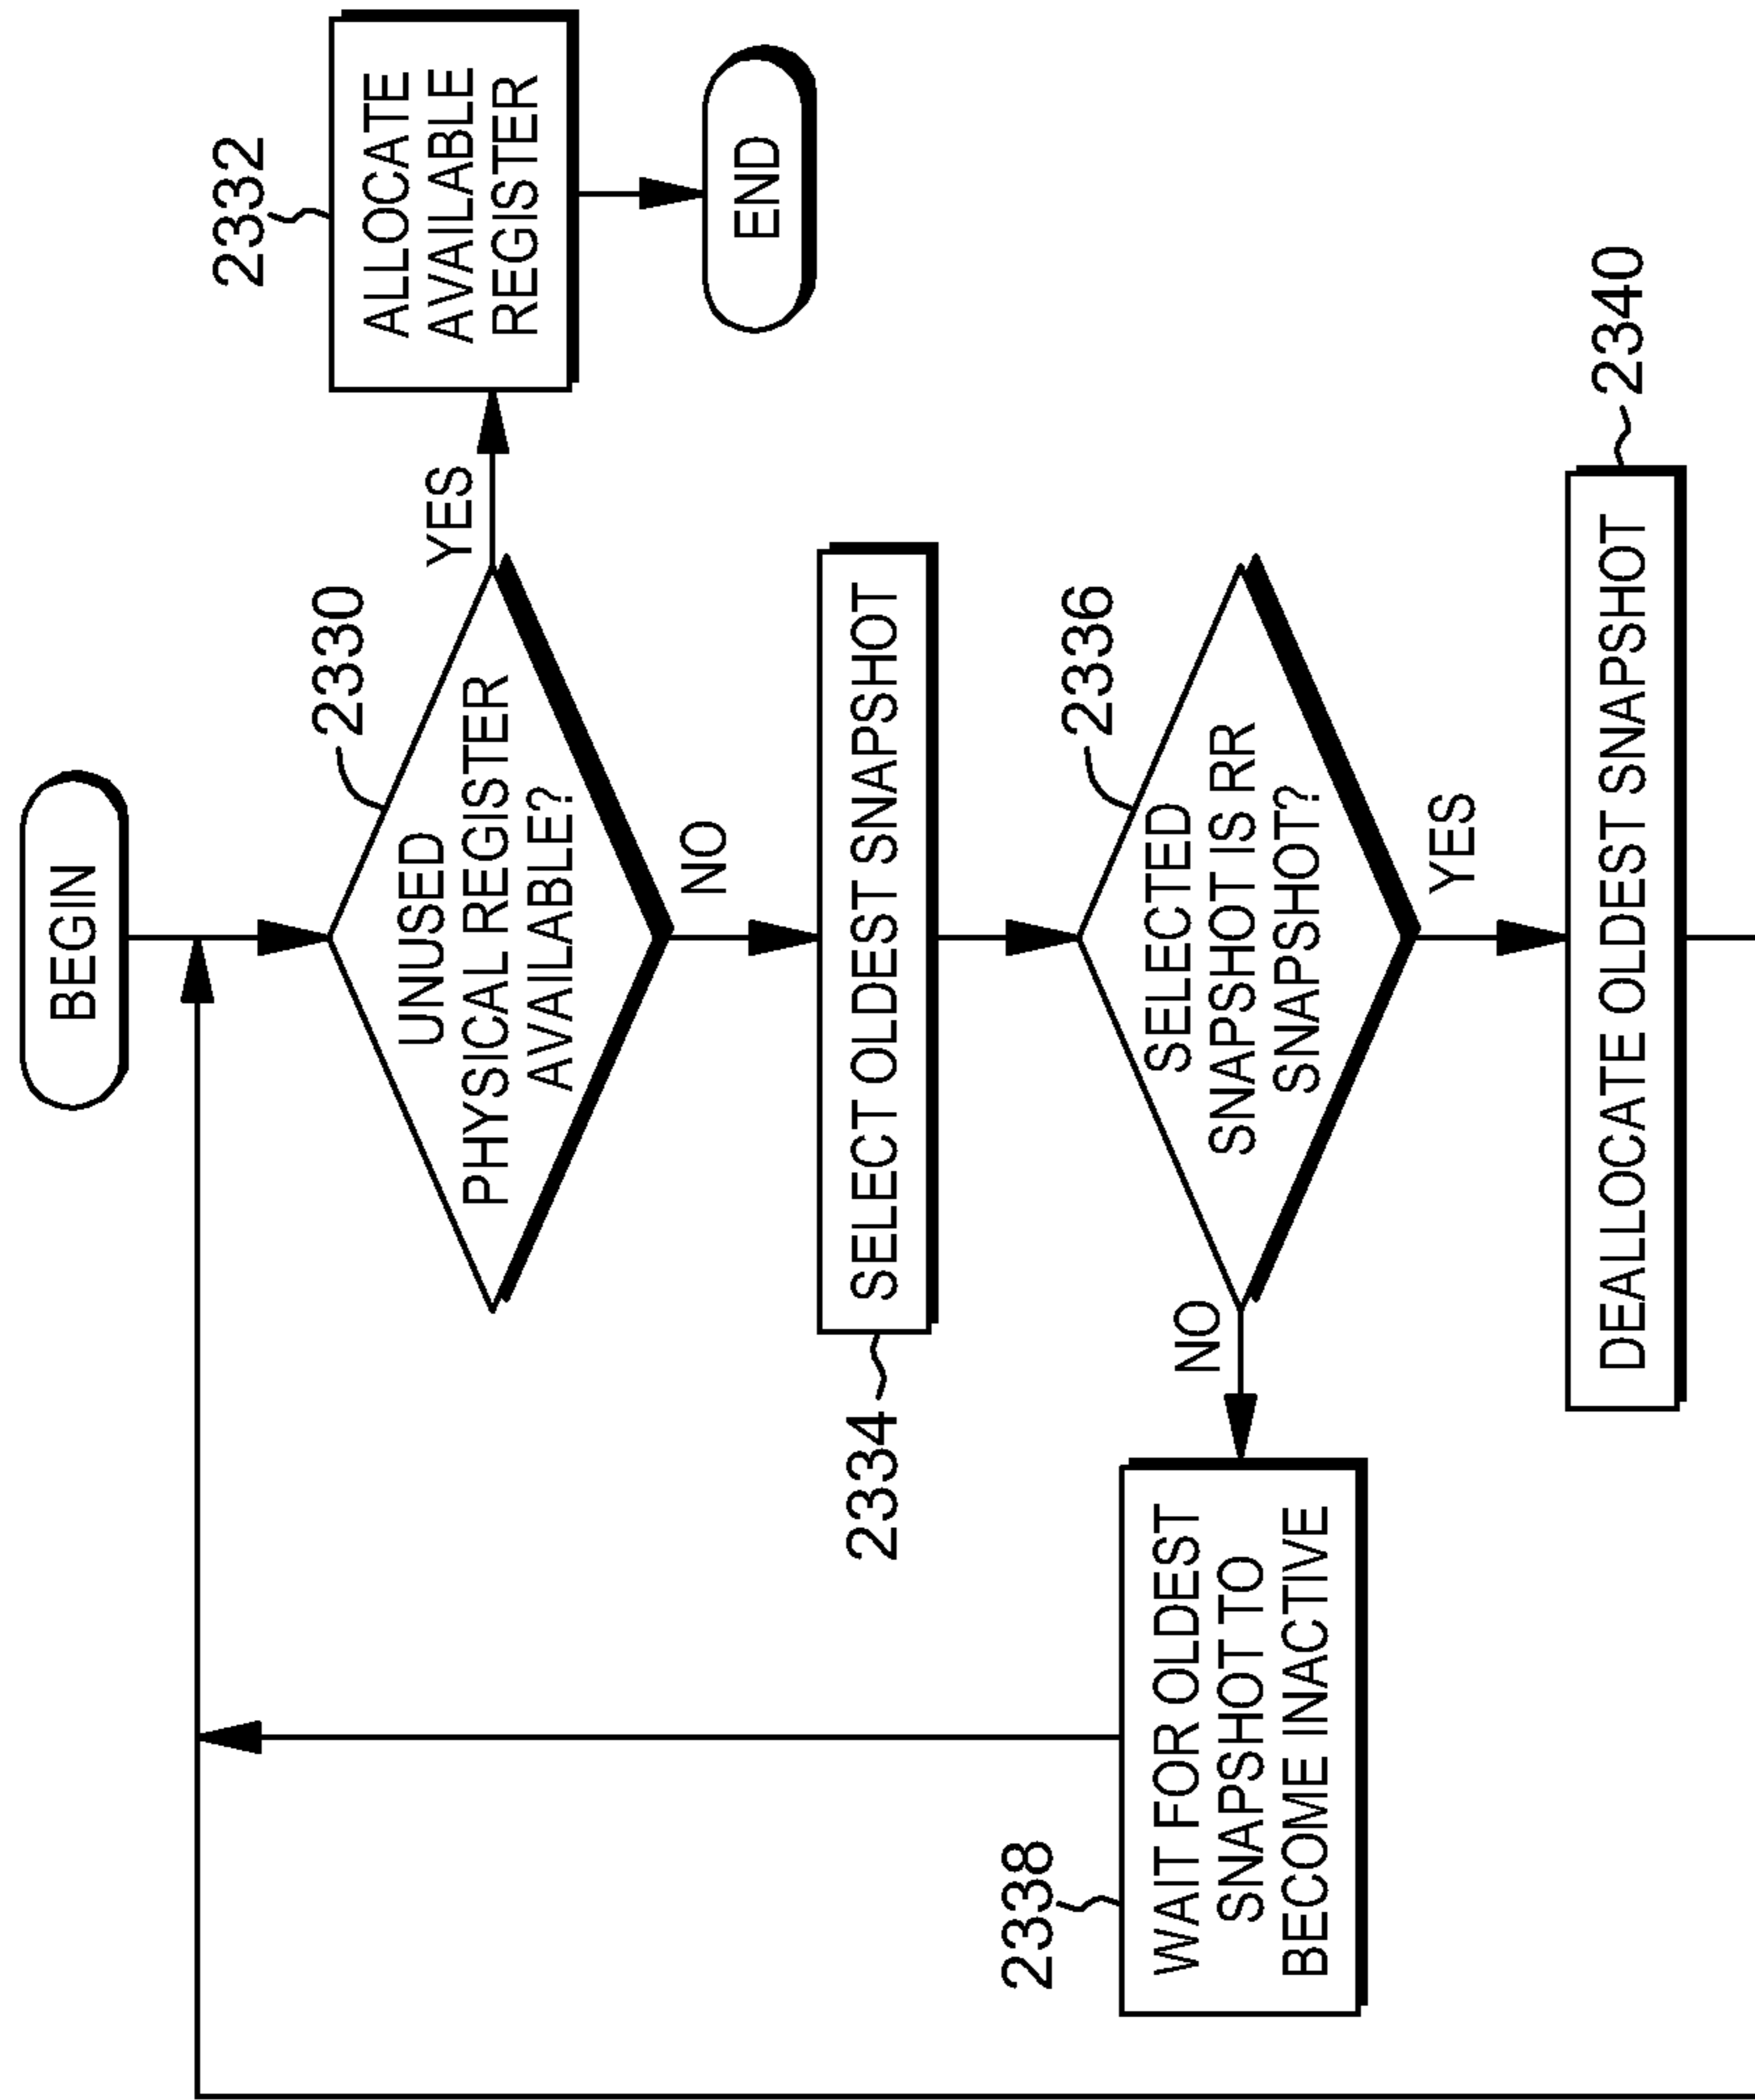 BEGIN
2330
UNUSED
PHYSICAL REGISTER
AVAILABLE?
YES
2332
ALLOCATE
AVAILABLE
REGISTER
END
NO
2334
SELECT OLDEST SNAPSHOT
2336
SELECTED
SNAPSHOT IS RR
SNAPSHOT?
NO
2338
WAIT FOR OLDEST
SNAPSHOT TO
BECOME INACTIVE
YES
2340
DEALLOCATE OLDEST SNAPSHOT